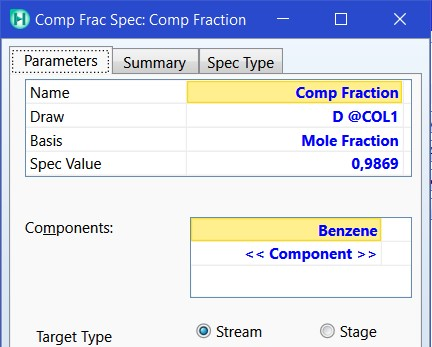 Comp Frac Spec: Comp Fraction
Parameters Summary Spec Type
Name Comp Fraction
Draw D @COL1
Basis Mole Fraction
Spec Value 0,9869
Components: Benzene
<< Component >>
Target Type Stream Stage